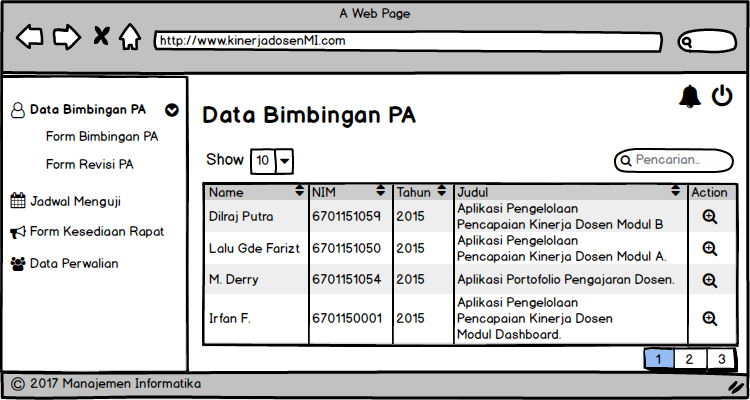 A Web Page
http://www.kinerjadosenMI.com
Data Bimbingan PA
Form Bimbingan PA
Form Revisi PA
Jadwal Menguji
Form Kesediaan Rapat
Data Perwalian
Data Bimbingan PA
Show 10
Pencarian..
Name NIM Tahun Judul Action
Dilraj Putra 6701151059 2015 Aplikasi Pengelolaan
Pencapaian Kinerja Dosen Modul B
Lalu Gde Farizt 6701151050 2015 Aplikasi Pengelolaan
Pencapaian Kinerja Dosen Modul A.
M. Derry 6701151054 2015 Aplikasi Portofolio Pengajaran Dosen.
Irfan F. 6701150001 2015 Aplikasi Pengelolaan
Pencapaian Kinerja Dosen
Modul Dashboard.
1 2 3
© 2017 Manajemen Informatika